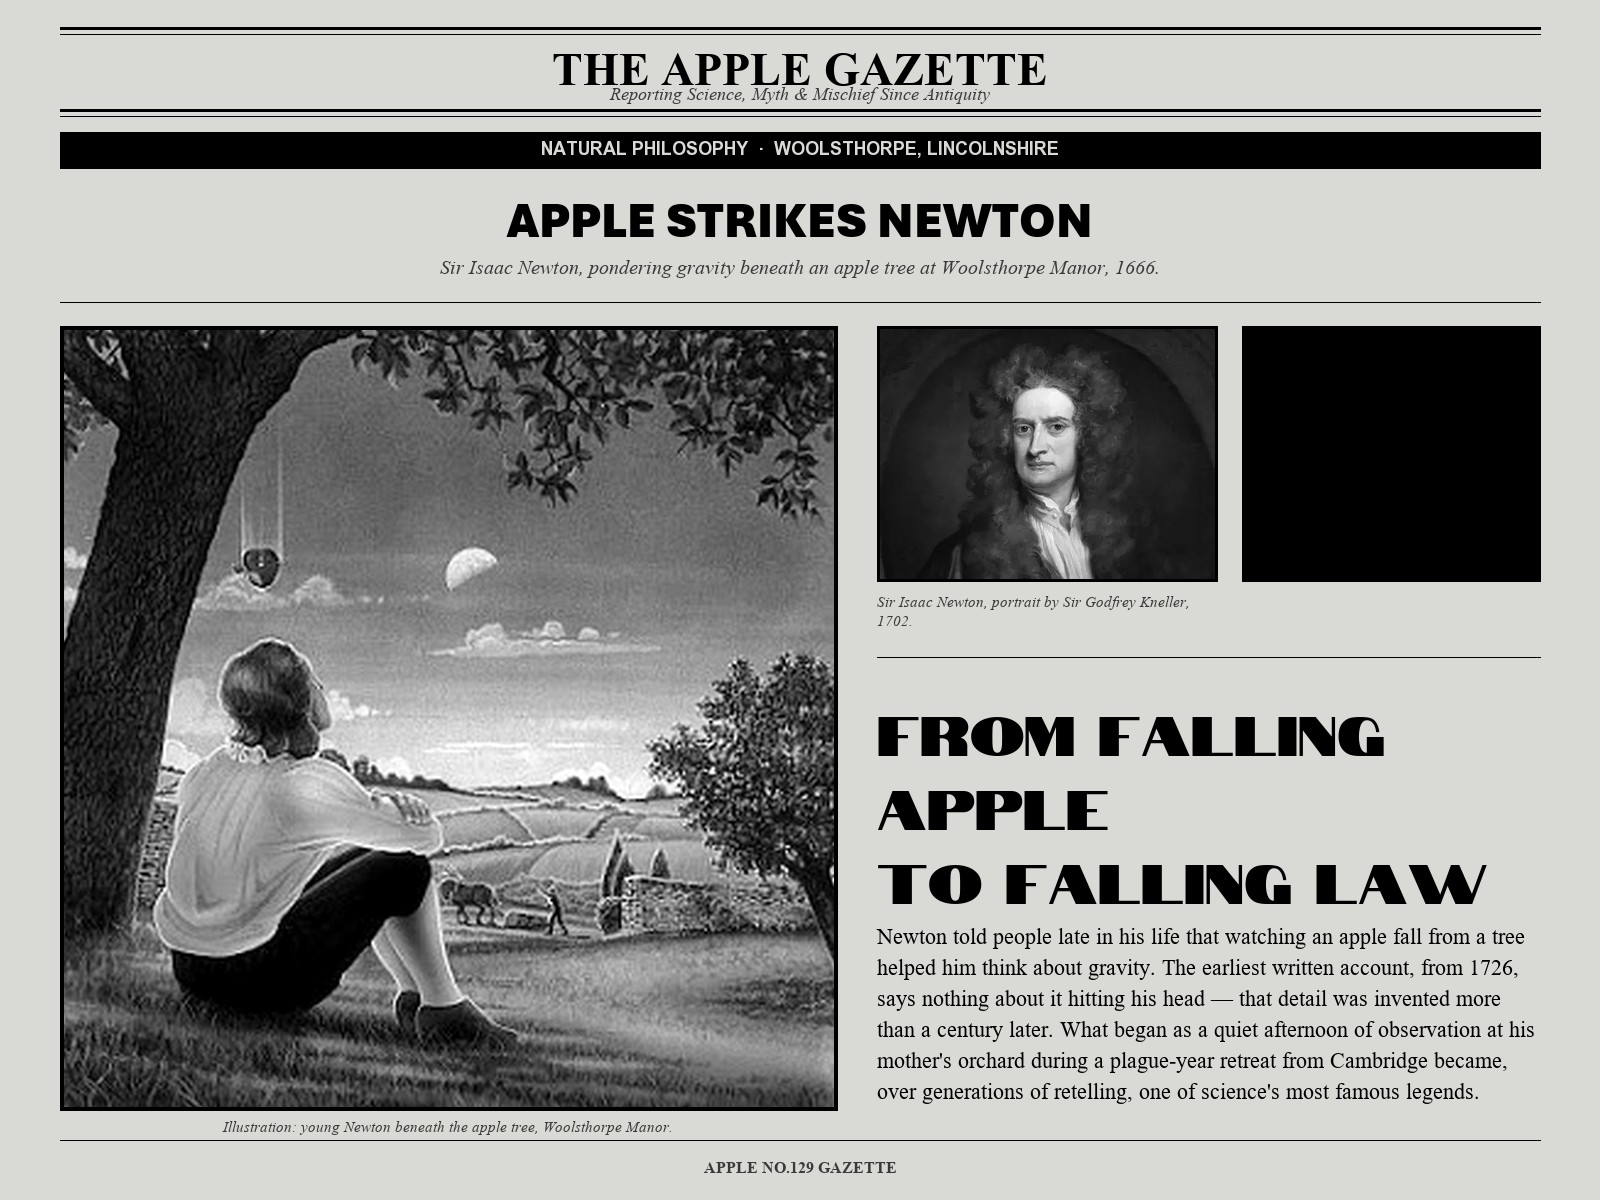 THE APPLE GAZETTE
Reporting Science, Myth & Mischief Since Antiquity
NATURAL PHILOSOPHY · WOOLSTHORPE, LINCOLNSHIRE
APPLE STRIKES NEWTON
Sir Isaac Newton, pondering gravity beneath an apple tree at Woolsthorpe Manor, 1666.
Illustration: young Newton beneath the apple tree, Woolsthorpe Manor.
Sir Isaac Newton, portrait by Sir Godfrey Kneller,
1702.
FROM FALLING
APPLE
TO FALLING LAW
Newton told people late in his life that watching an apple fall from a tree
helped him think about gravity. The earliest written account, from 1726,
says nothing about it hitting his head — that detail was invented more
than a century later. What began as a quiet afternoon of observation at his
mother's orchard during a plague-year retreat from Cambridge became,
over generations of retelling, one of science's most famous legends.
APPLE NO.129 GAZETTE